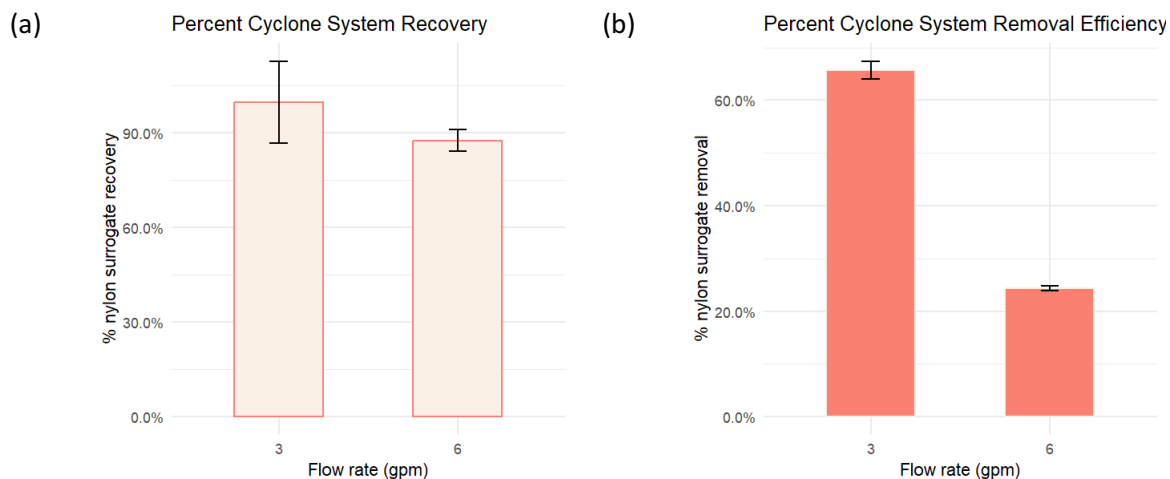 (a)
Percent Cyclone System Recovery
% nylon surrogate recovery
90.0%
60.0%
30.0%
0.0%
3
6
Flow rate (gpm)
(b)
Percent Cyclone System Removal Efficiency
% nylon surrogate removal
60.0%
40.0%
20.0%
0.0%
3
6
Flow rate (gpm)